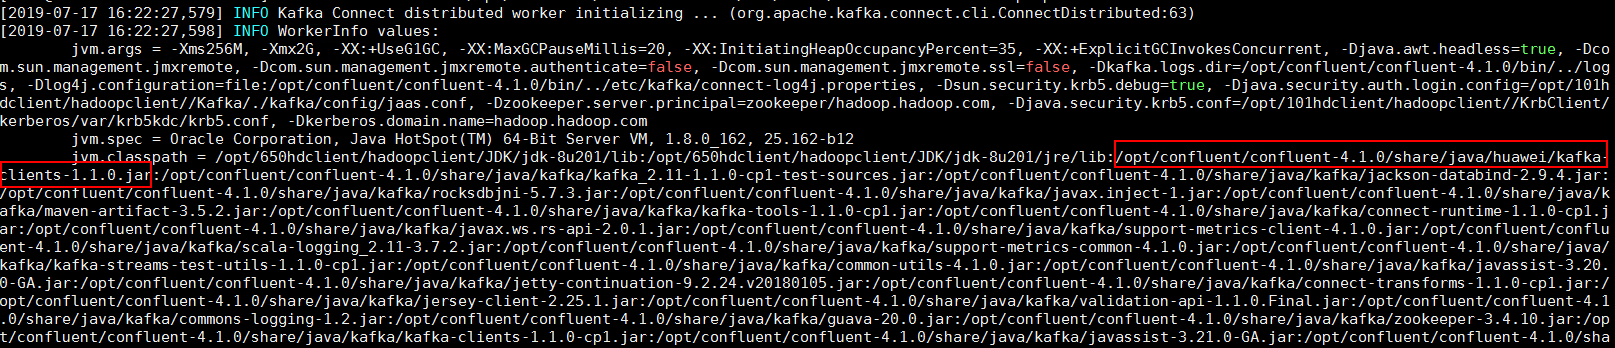 [2019-07-17 16:22:27,579] INFO Kafka Connect distributed worker initializing ... (org.apache.kafka.connect.cli.ConnectDistributed:63)
[2019-07-17 16:22:27,598] INFO WorkerInfo values:
jvm.args = -Xms256M, -Xmx2G, -XX:+UseG1GC, -XX:MaxGCPauseMillis=20, -XX:InitiatingHeapOccupancyPercent=35, -XX:+ExplicitGCInvokesConcurrent, -Djava.awt.headless=true, -Dco
m.sun.management.jmxremote, -Dcom.sun.management.jmxremote.authenticate=false, -Dcom.sun.management.jmxremote.ssl=false, -Dkafka.logs.dir=/opt/confluent/confluent-4.1.0/bin/../log
s, -Dlog4j.configuration=file:/opt/confluent/confluent-4.1.0/bin/../etc/kafka/connect-log4j.properties, -Dsun.security.krb5.debug=true, -Djava.security.auth.login.config=/opt/101h
dclient/hadoopclient//Kafka/./kafka/config/jaas.conf, -Dzookeeper.server.principal=zookeeper/hadoop.hadoop.com, -Djava.security.krb5.conf=/opt/101hdclient/hadoopclient//KrbClient/
kerberos/var/krb5kdc/krb5.conf, -Dkerberos.domain.name=hadoop.hadoop.com
jvm.spec = Oracle Corporation, Java HotSpot(TM) 64-Bit Server VM, 1.8.0_162, 25.162-b12
jvm.classpath = /opt/650hdclient/hadoopclient/JDK/jdk-8u201/lib:/opt/650hdclient/hadoopclient/JDK/jdk-8u201/jre/lib:/opt/confluent/confluent-4.1.0/share/java/huawei/kafka-
clients-1.1.0.jar:/opt/confluent/confluent-4.1.0/share/java/kafka/kafka_2.11-1.1.0-cp1-test-sources.jar:/opt/confluent/confluent-4.1.0/share/java/kafka/jackson-databind-2.9.4.jar:
/opt/confluent/confluent-4.1.0/share/java/kafka/rocksdbjni-5.7.3.jar:/opt/confluent/confluent-4.1.0/share/java/kafka/javax.inject-1.jar:/opt/confluent/confluent-4.1.0/share/java/k
afka/maven-artifact-3.5.2.jar:/opt/confluent/confluent-4.1.0/share/java/kafka/kafka-tools-1.1.0-cp1.jar:/opt/confluent/confluent-4.1.0/share/java/kafka/connect-runtime-1.1.0-cp1.j
ar:/opt/confluent/confluent-4.1.0/share/java/kafka/javax.ws.rs-api-2.0.1.jar:/opt/confluent/confluent-4.1.0/share/java/kafka/support-metrics-client-4.1.0.jar:/opt/confluent/conflu
ent-4.1.0/share/java/kafka/scala-logging_2.11-3.7.2.jar:/opt/confluent/confluent-4.1.0/share/java/kafka/support-metrics-common-4.1.0.jar:/opt/confluent/confluent-4.1.0/share/java/
kafka/kafka-streams-test-utils-1.1.0-cp1.jar:/opt/confluent/confluent-4.1.0/share/java/kafka/common-utils-4.1.0.jar:/opt/confluent/confluent-4.1.0/share/java/kafka/javassist-3.20.
0-GA.jar:/opt/confluent/confluent-4.1.0/share/java/kafka/jetty-continuation-9.2.24.v20180105.jar:/opt/confluent/confluent-4.1.0/share/java/kafka/connect-transforms-1.1.0-cp1.jar:/
opt/confluent/confluent-4.1.0/share/java/kafka/jersey-client-2.25.1.jar:/opt/confluent/confluent-4.1.0/share/java/kafka/validation-api-1.1.0.Final.jar:/opt/confluent/confluent-4.1
.0/share/java/kafka/commons-logging-1.2.jar:/opt/confluent/confluent-4.1.0/share/java/kafka/guava-20.0.jar:/opt/confluent/confluent-4.1.0/share/java/kafka/zookeeper-3.4.10.jar:/op
t/confluent/confluent-4.1.0/share/java/kafka/kafka-clients-1.1.0-cp1.jar:/opt/confluent/confluent-4.1.0/share/java/kafka/javassist-3.21.0-GA.jar:/opt/confluent/confluent-4.1.0/sha